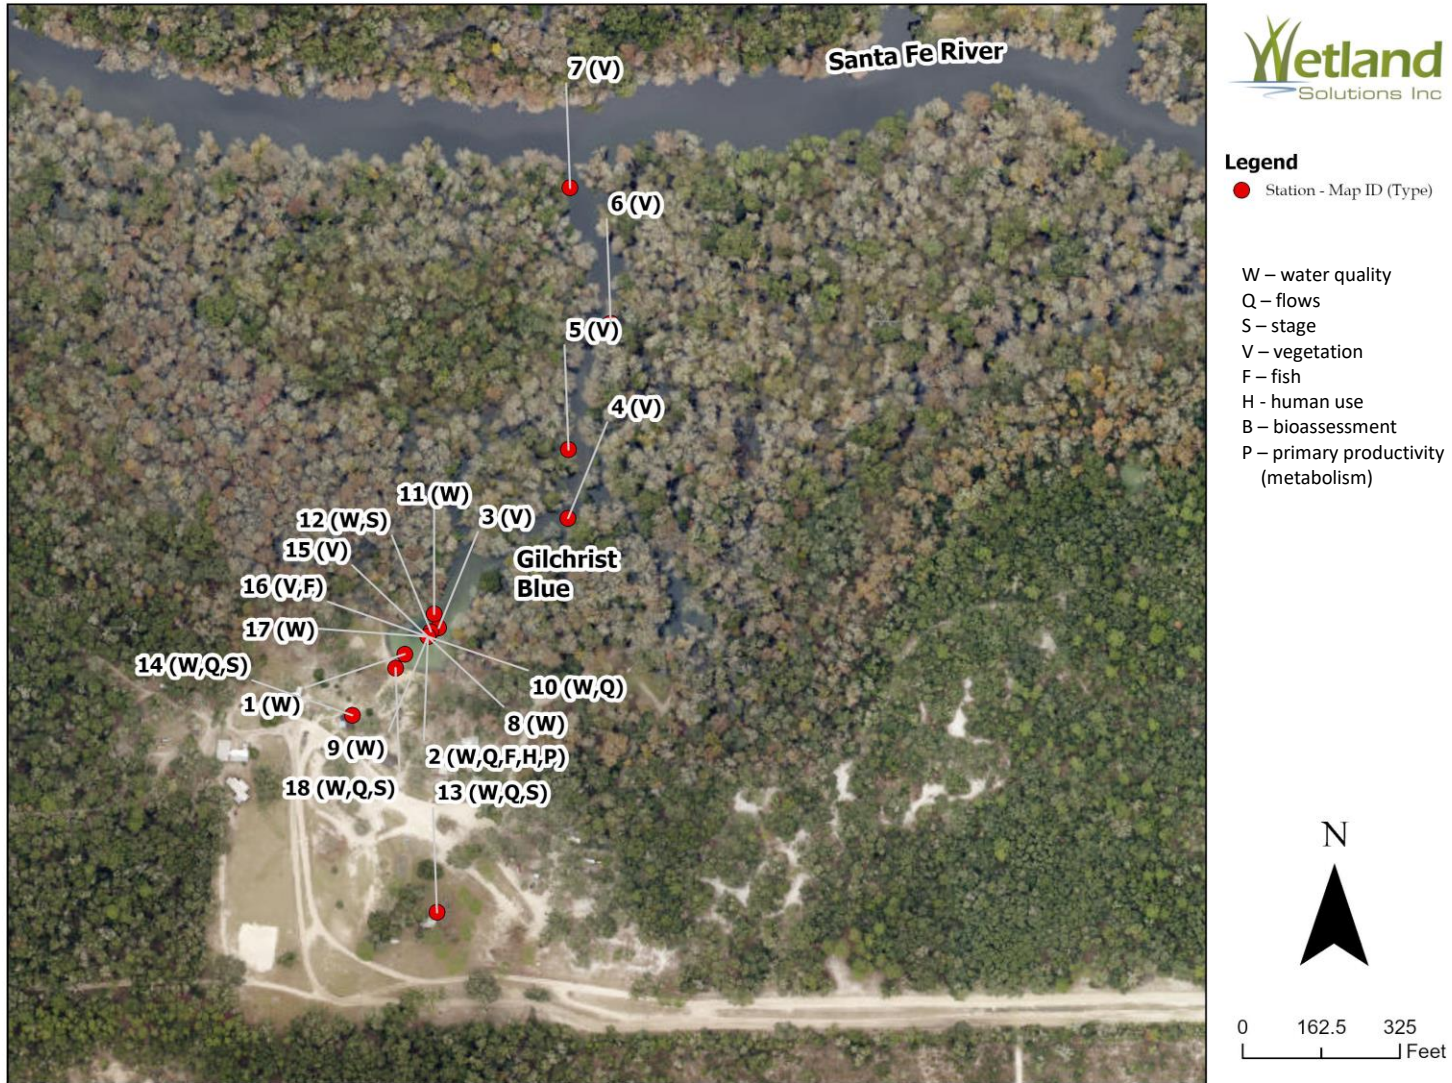 Santa Fe River
7 (V)
6 (V)
5 (V)
4 (V)
11 (W)
3 (V)
12 (W,S)
15 (V)
16 (V,F)
17 (W)
Gilchrist
Blue
14 (W,Q,S)
1 (W)
10 (W,Q)
8 (W)
9 (W)
2 (W,Q,F,H,P)
18 (W,Q,S)
13 (W,Q,S)
Wetland
Solutions Inc
Legend
Station - Map ID (Type)
W – water quality
Q – flows
S – stage
V – vegetation
F – fish
H - human use
B – bioassessment
P – primary productivity
(metabolism)
N
0 162.5 325
Feet